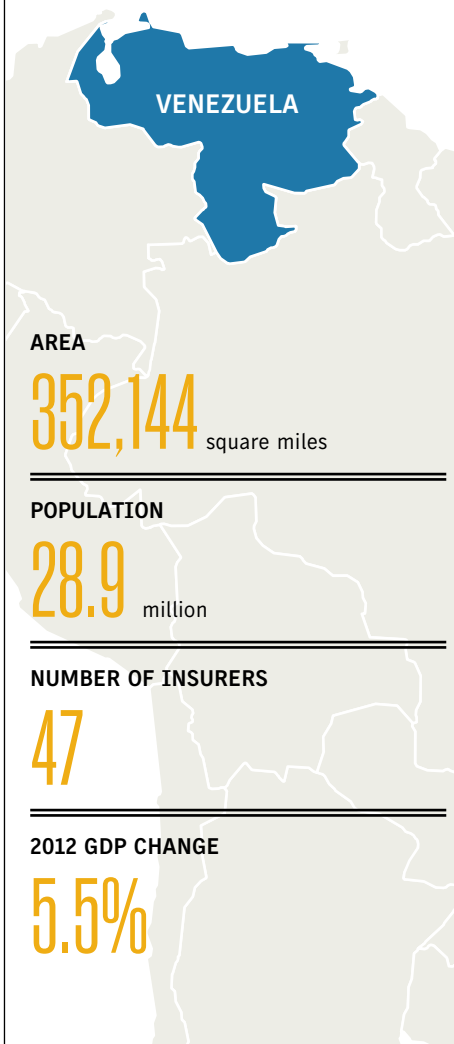 VENEZUELA
AREA
352,144 square miles
POPULATION
28.9 million
NUMBER OF INSURERS
47
2012 GDP CHANGE
5.5%